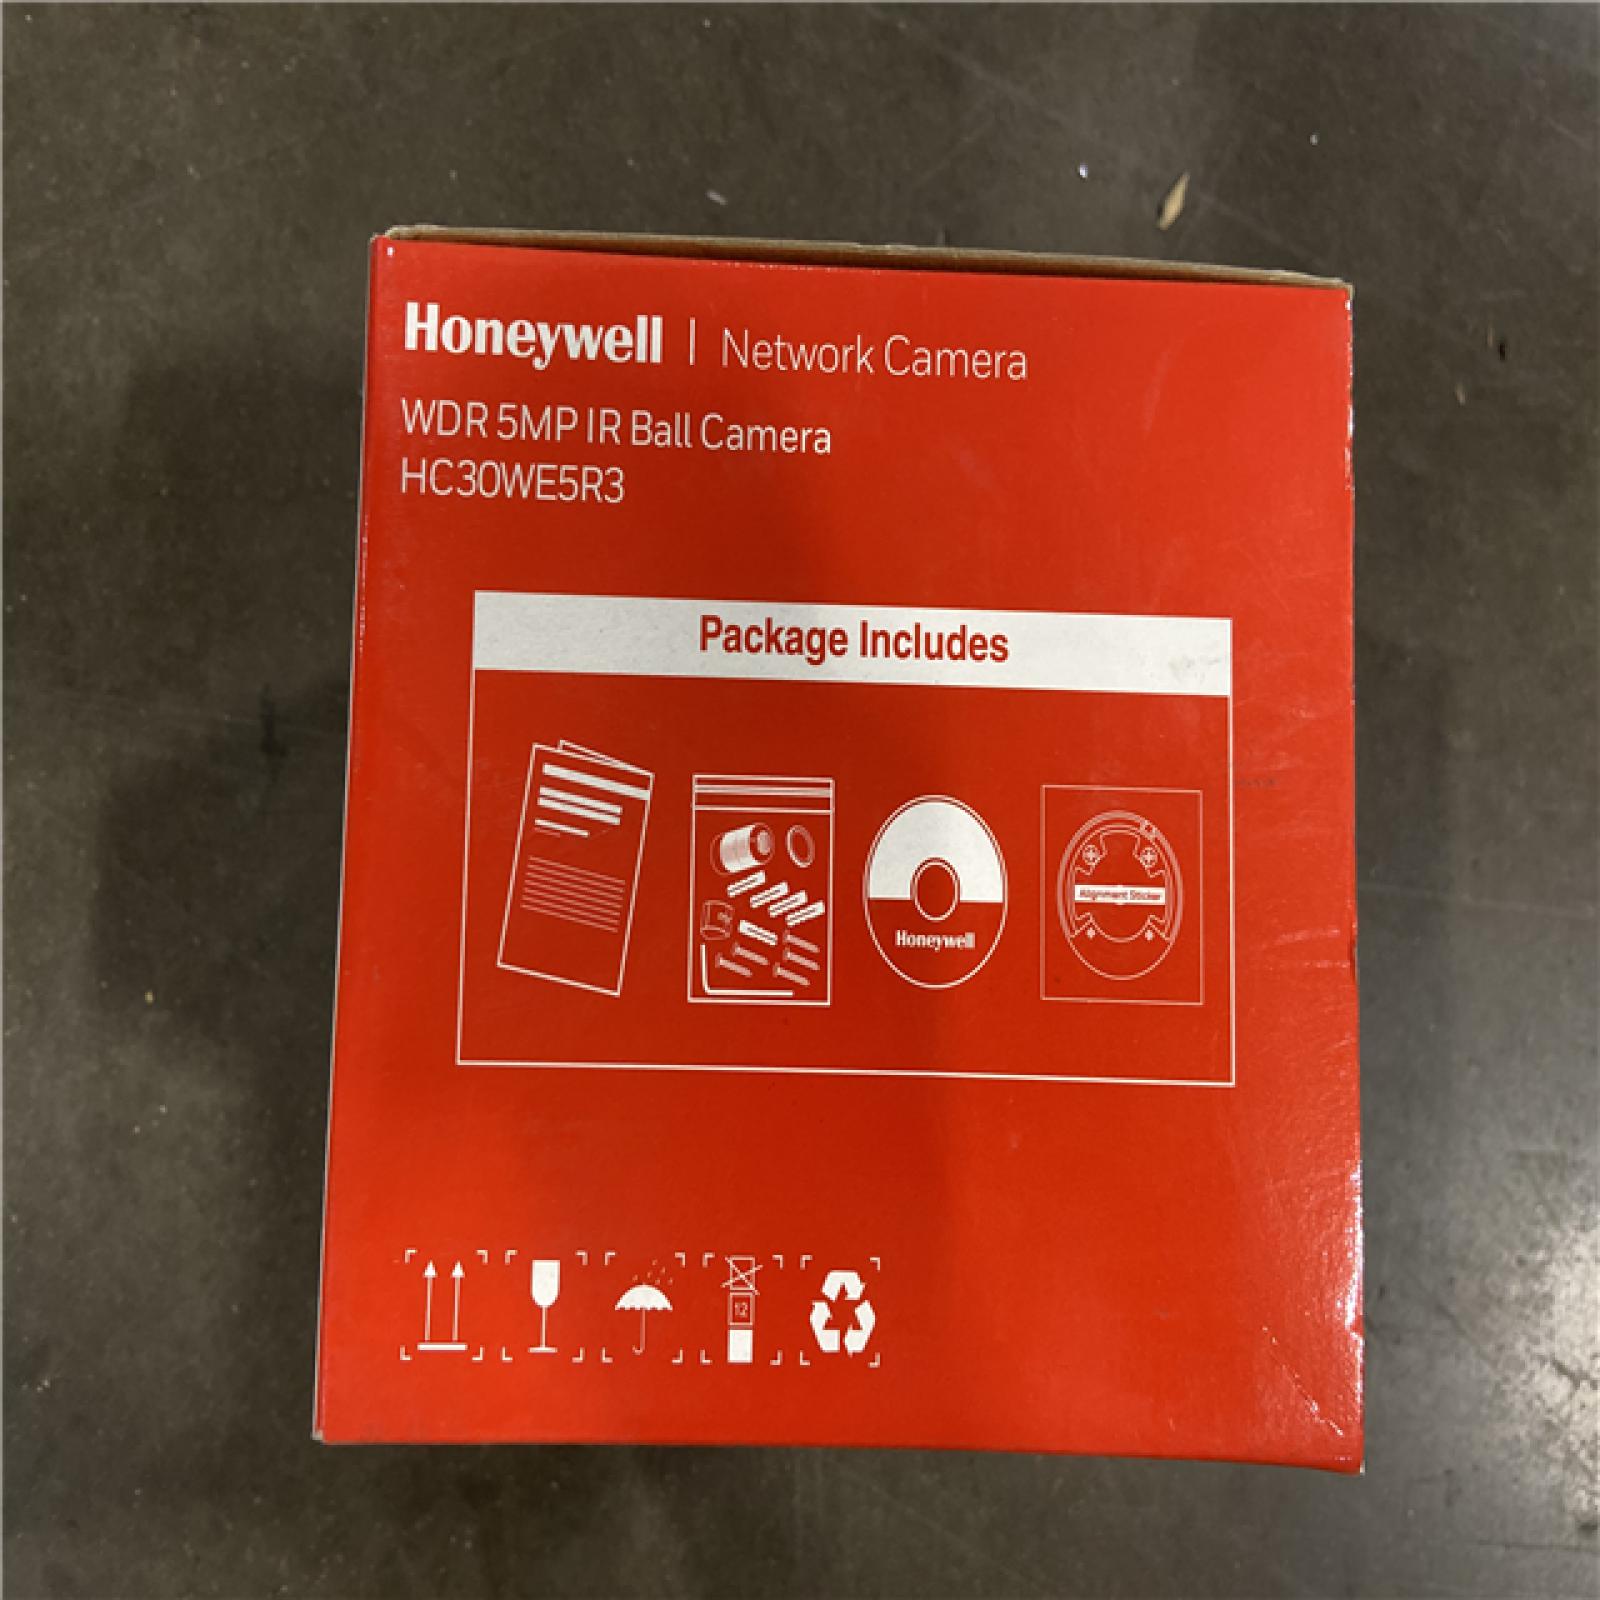 Honeywell | Network Camera
WDR 5MP IR Ball Camera
HC30WE5R3
Package Includes
Alignment Sticker
Honeywell
12